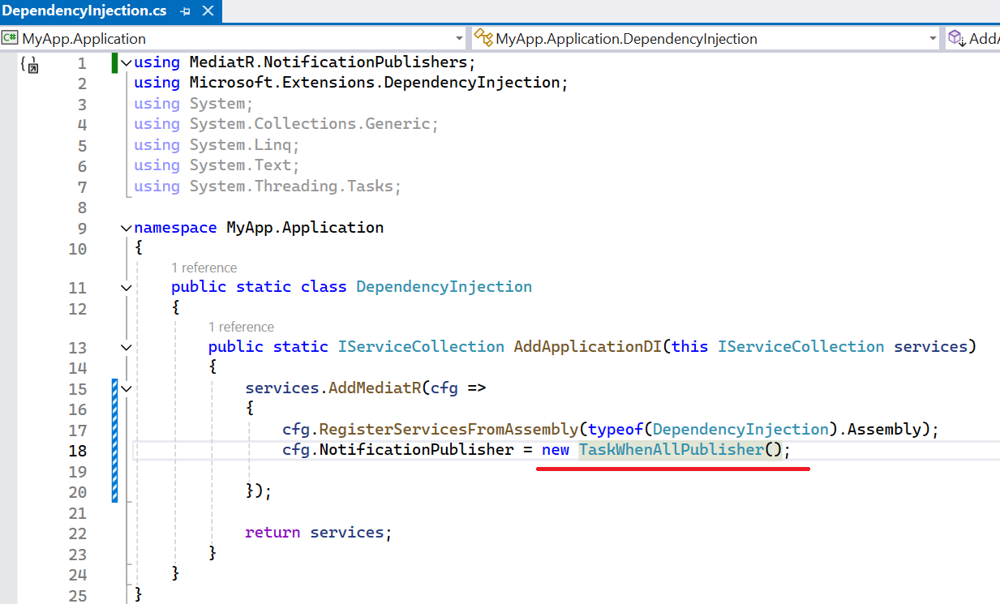 DependencyInjection.cs
C# MyApp.Application MyApp.Application.DependencyInjection AddA
1 using MediatR.NotificationPublishers;
2 using Microsoft.Extensions.DependencyInjection;
3 using System;
4 using System.Collections.Generic;
5 using System.Linq;
6 using System.Text;
7 using System.Threading.Tasks;
8
9 namespace MyApp.Application
10 {
1 reference
11 public static class DependencyInjection
12 {
1 reference
13 public static IServiceCollection AddApplicationDI(this IServiceCollection services)
14 {
15 services.AddMediatR(cfg =>
16 {
17 cfg.RegisterServicesFromAssembly(typeof(DependencyInjection).Assembly);
18 cfg.NotificationPublisher = new TaskWhenAllPublisher();
19
20 });
21
22 return services;
23 }
24 }
25 }